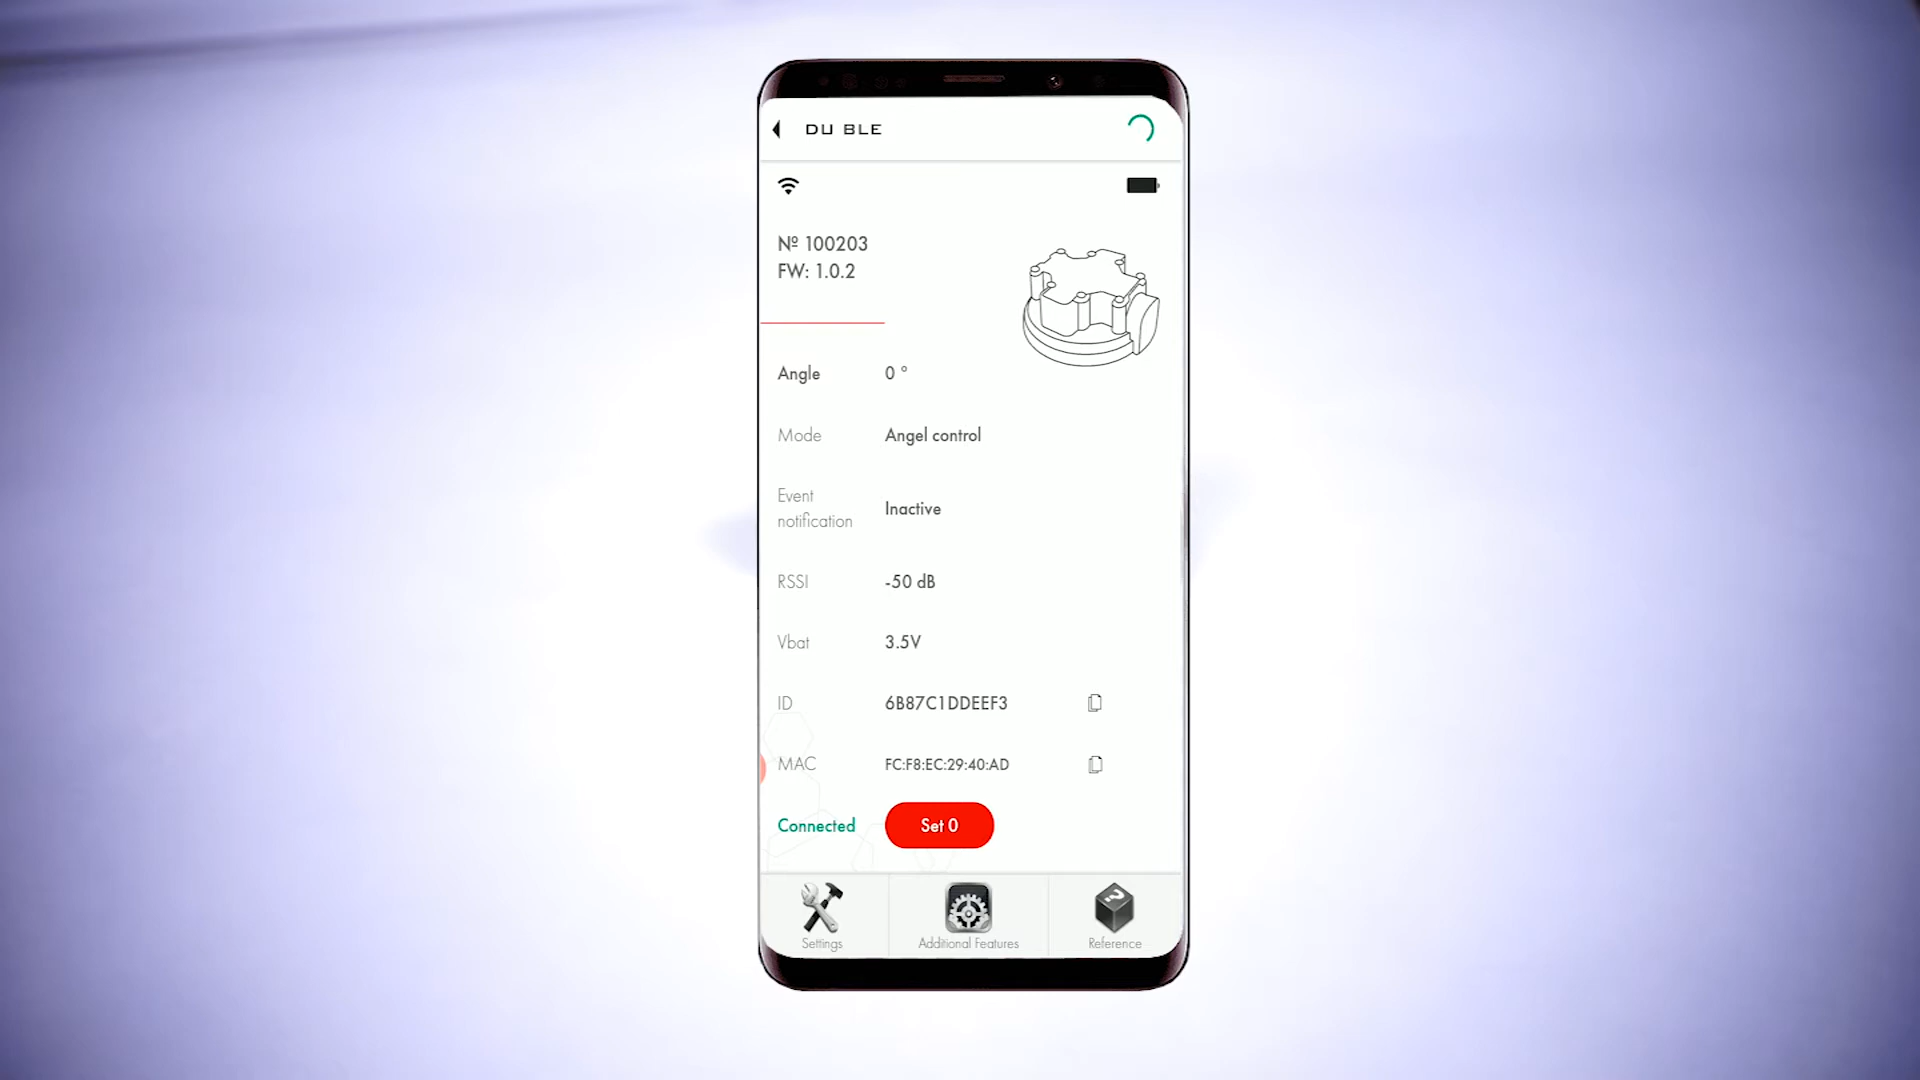 DU BLE
Nº 100203
FW: 1.0.2
Angle 0 °
Mode Angel control
Event notification Inactive
RSSI -50 dB
Vbat 3.5V
ID 6B87C1DDEEF3
MAC FC:F8:EC:29:40:AD
Connected Set 0
Settings Additional Features Reference